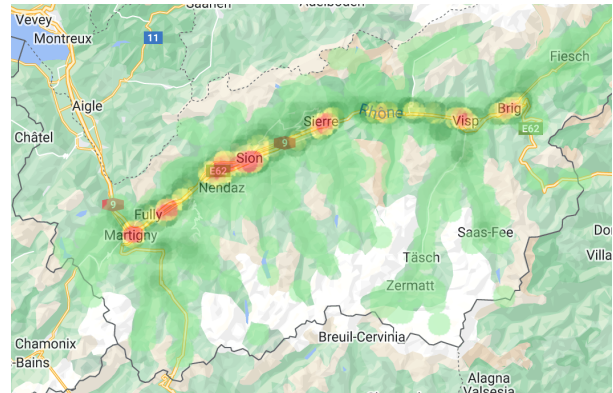 Saanen
Adelboden
Vevey
Montreux
11
Fiesch
Aigle
Rhône
Brig
Sierre
Visp
E62
Châtel
9
Sion
E62
Nendaz
9
Fully
Martigny
Saas-Fee
Täsch
Zermatt
Breuil-Cervinia
Chamonix
-Bains
Villa
Alagna
Valsesia